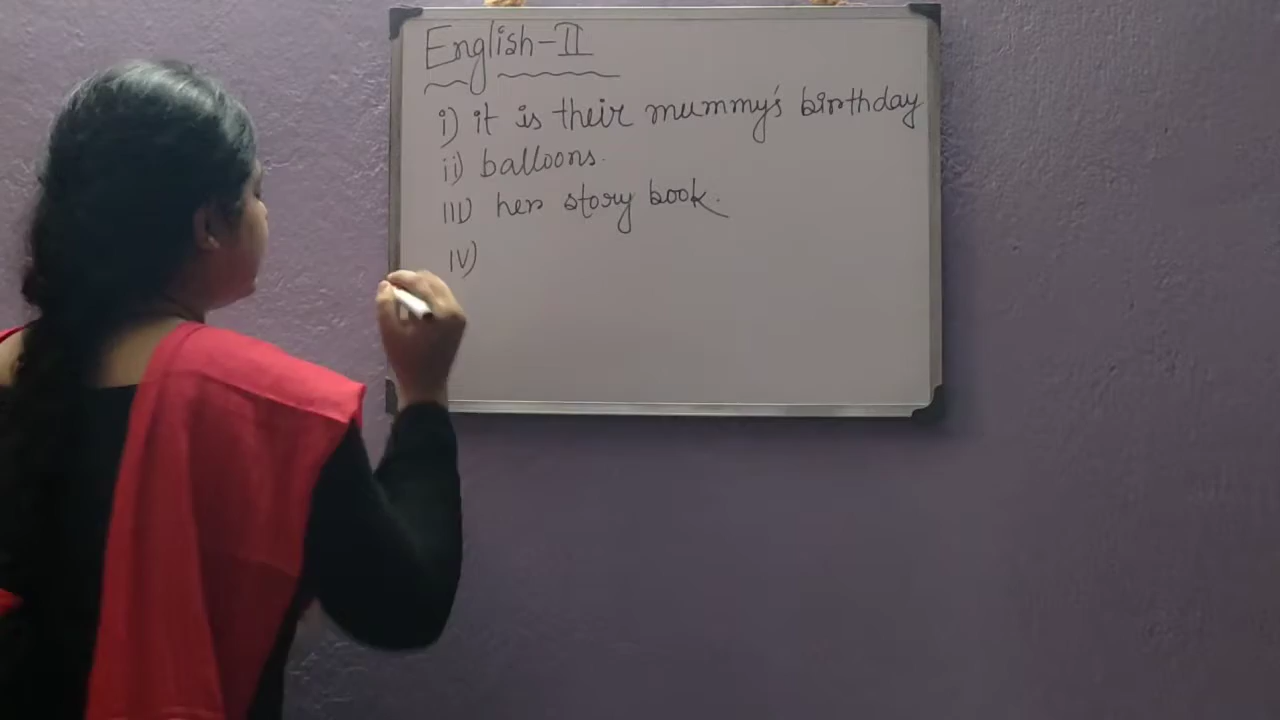 English-II
i) it is their mummy's birthday
ii) balloons.
iii) her story book.
iv)